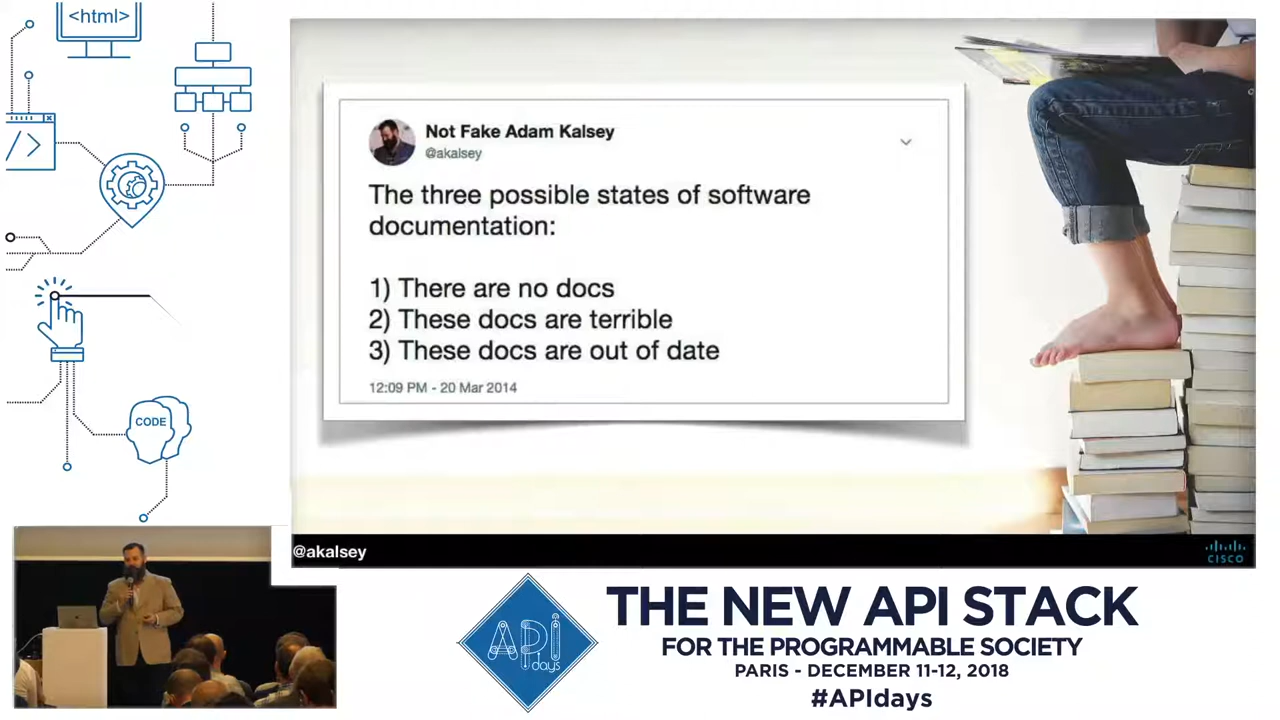 <html>
</>
CODE
Not Fake Adam Kalsey
@akalsey
The three possible states of software
documentation:
1) There are no docs
2) These docs are terrible
3) These docs are out of date
12:09 PM - 20 Mar 2014
@akalsey
CISCO
API
days
THE NEW API STACK
FOR THE PROGRAMMABLE SOCIETY
PARIS - DECEMBER 11-12, 2018
#APIdays